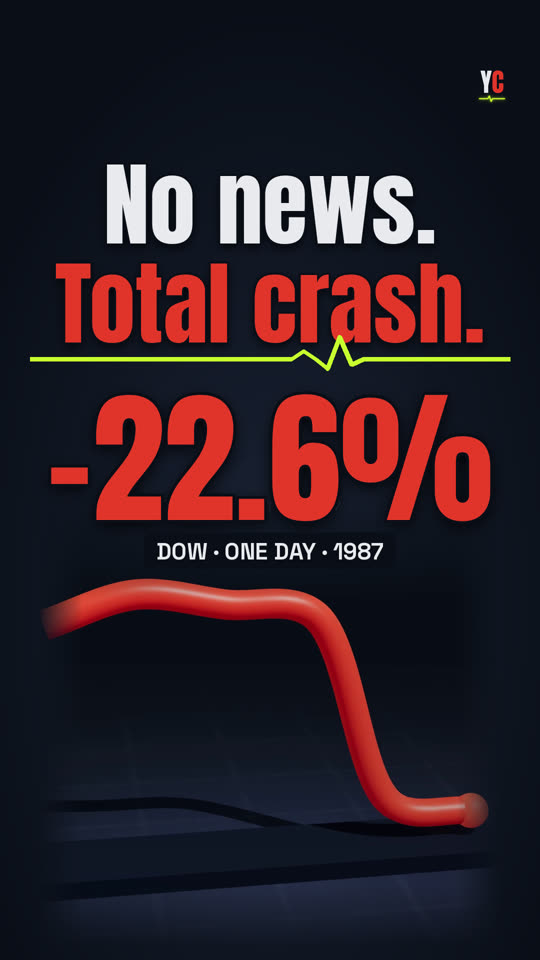 YC
No news.
Total crash.
-22.6%
DOW · ONE DAY · 1987